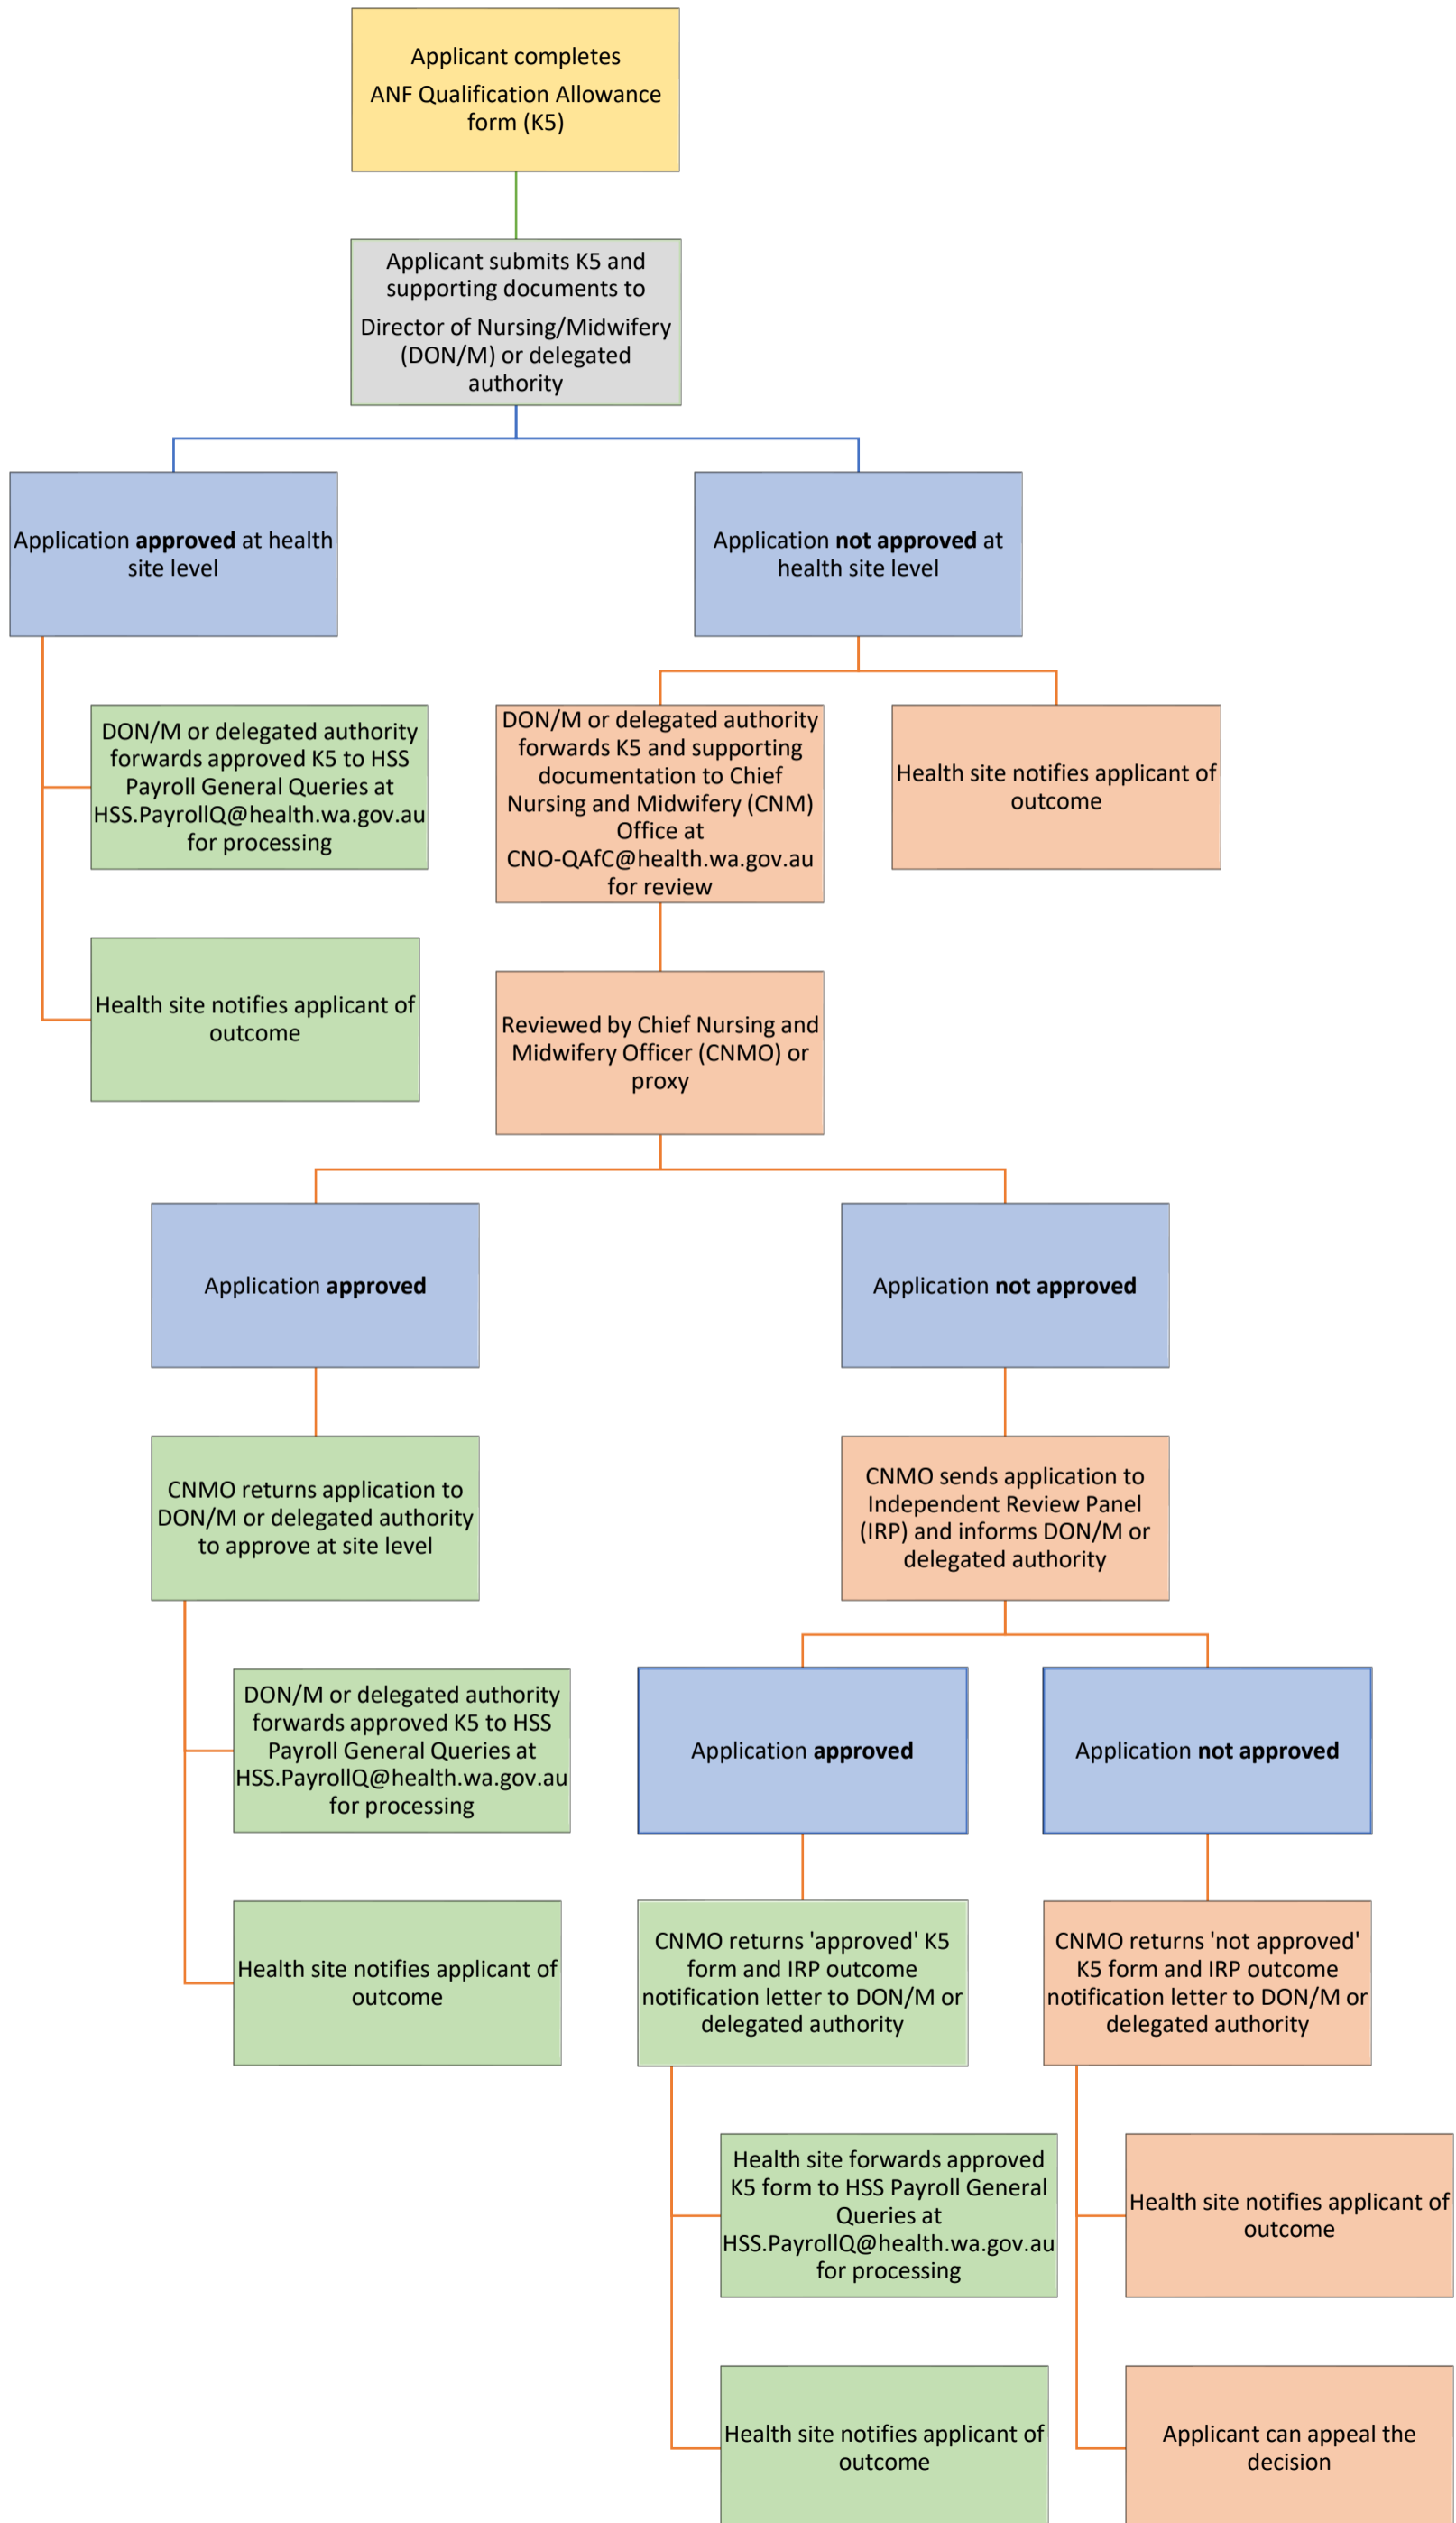 Applicant completes
ANF Qualification Allowance
form (K5)
Applicant submits K5 and
supporting documents to
Director of Nursing/Midwifery
(DON/M) or delegated
authority
Application approved at health
site level
Application not approved at
health site level
DON/M or delegated authority
forwards approved K5 to HSS
Payroll General Queries at
HSS.PayrollQ@health.wa.gov.au
for processing
Health site notifies applicant of
outcome
DON/M or delegated authority
forwards K5 and supporting
documentation to Chief
Nursing and Midwifery (CNM)
Office at
CNO-QAfC@health.wa.gov.au
for review
Health site notifies applicant of
outcome
Reviewed by Chief Nursing and
Midwifery Officer (CNMO) or
proxy
Application approved
Application not approved
CNMO returns application to
DON/M or delegated authority
to approve at site level
CNMO sends application to
Independent Review Panel
(IRP) and informs DON/M or
delegated authority
DON/M or delegated authority
forwards approved K5 to HSS
Payroll General Queries at
HSS.PayrollQ@health.wa.gov.au
for processing
Health site notifies applicant of
outcome
Application approved
Application not approved
CNMO returns 'approved' K5
form and IRP outcome
notification letter to DON/M or
delegated authority
CNMO returns 'not approved'
K5 form and IRP outcome
notification letter to DON/M or
delegated authority
Health site forwards approved
K5 form to HSS Payroll General
Queries at
HSS.PayrollQ@health.wa.gov.au
for processing
Health site notifies applicant of
outcome
Health site notifies applicant of
outcome
Applicant can appeal the
decision